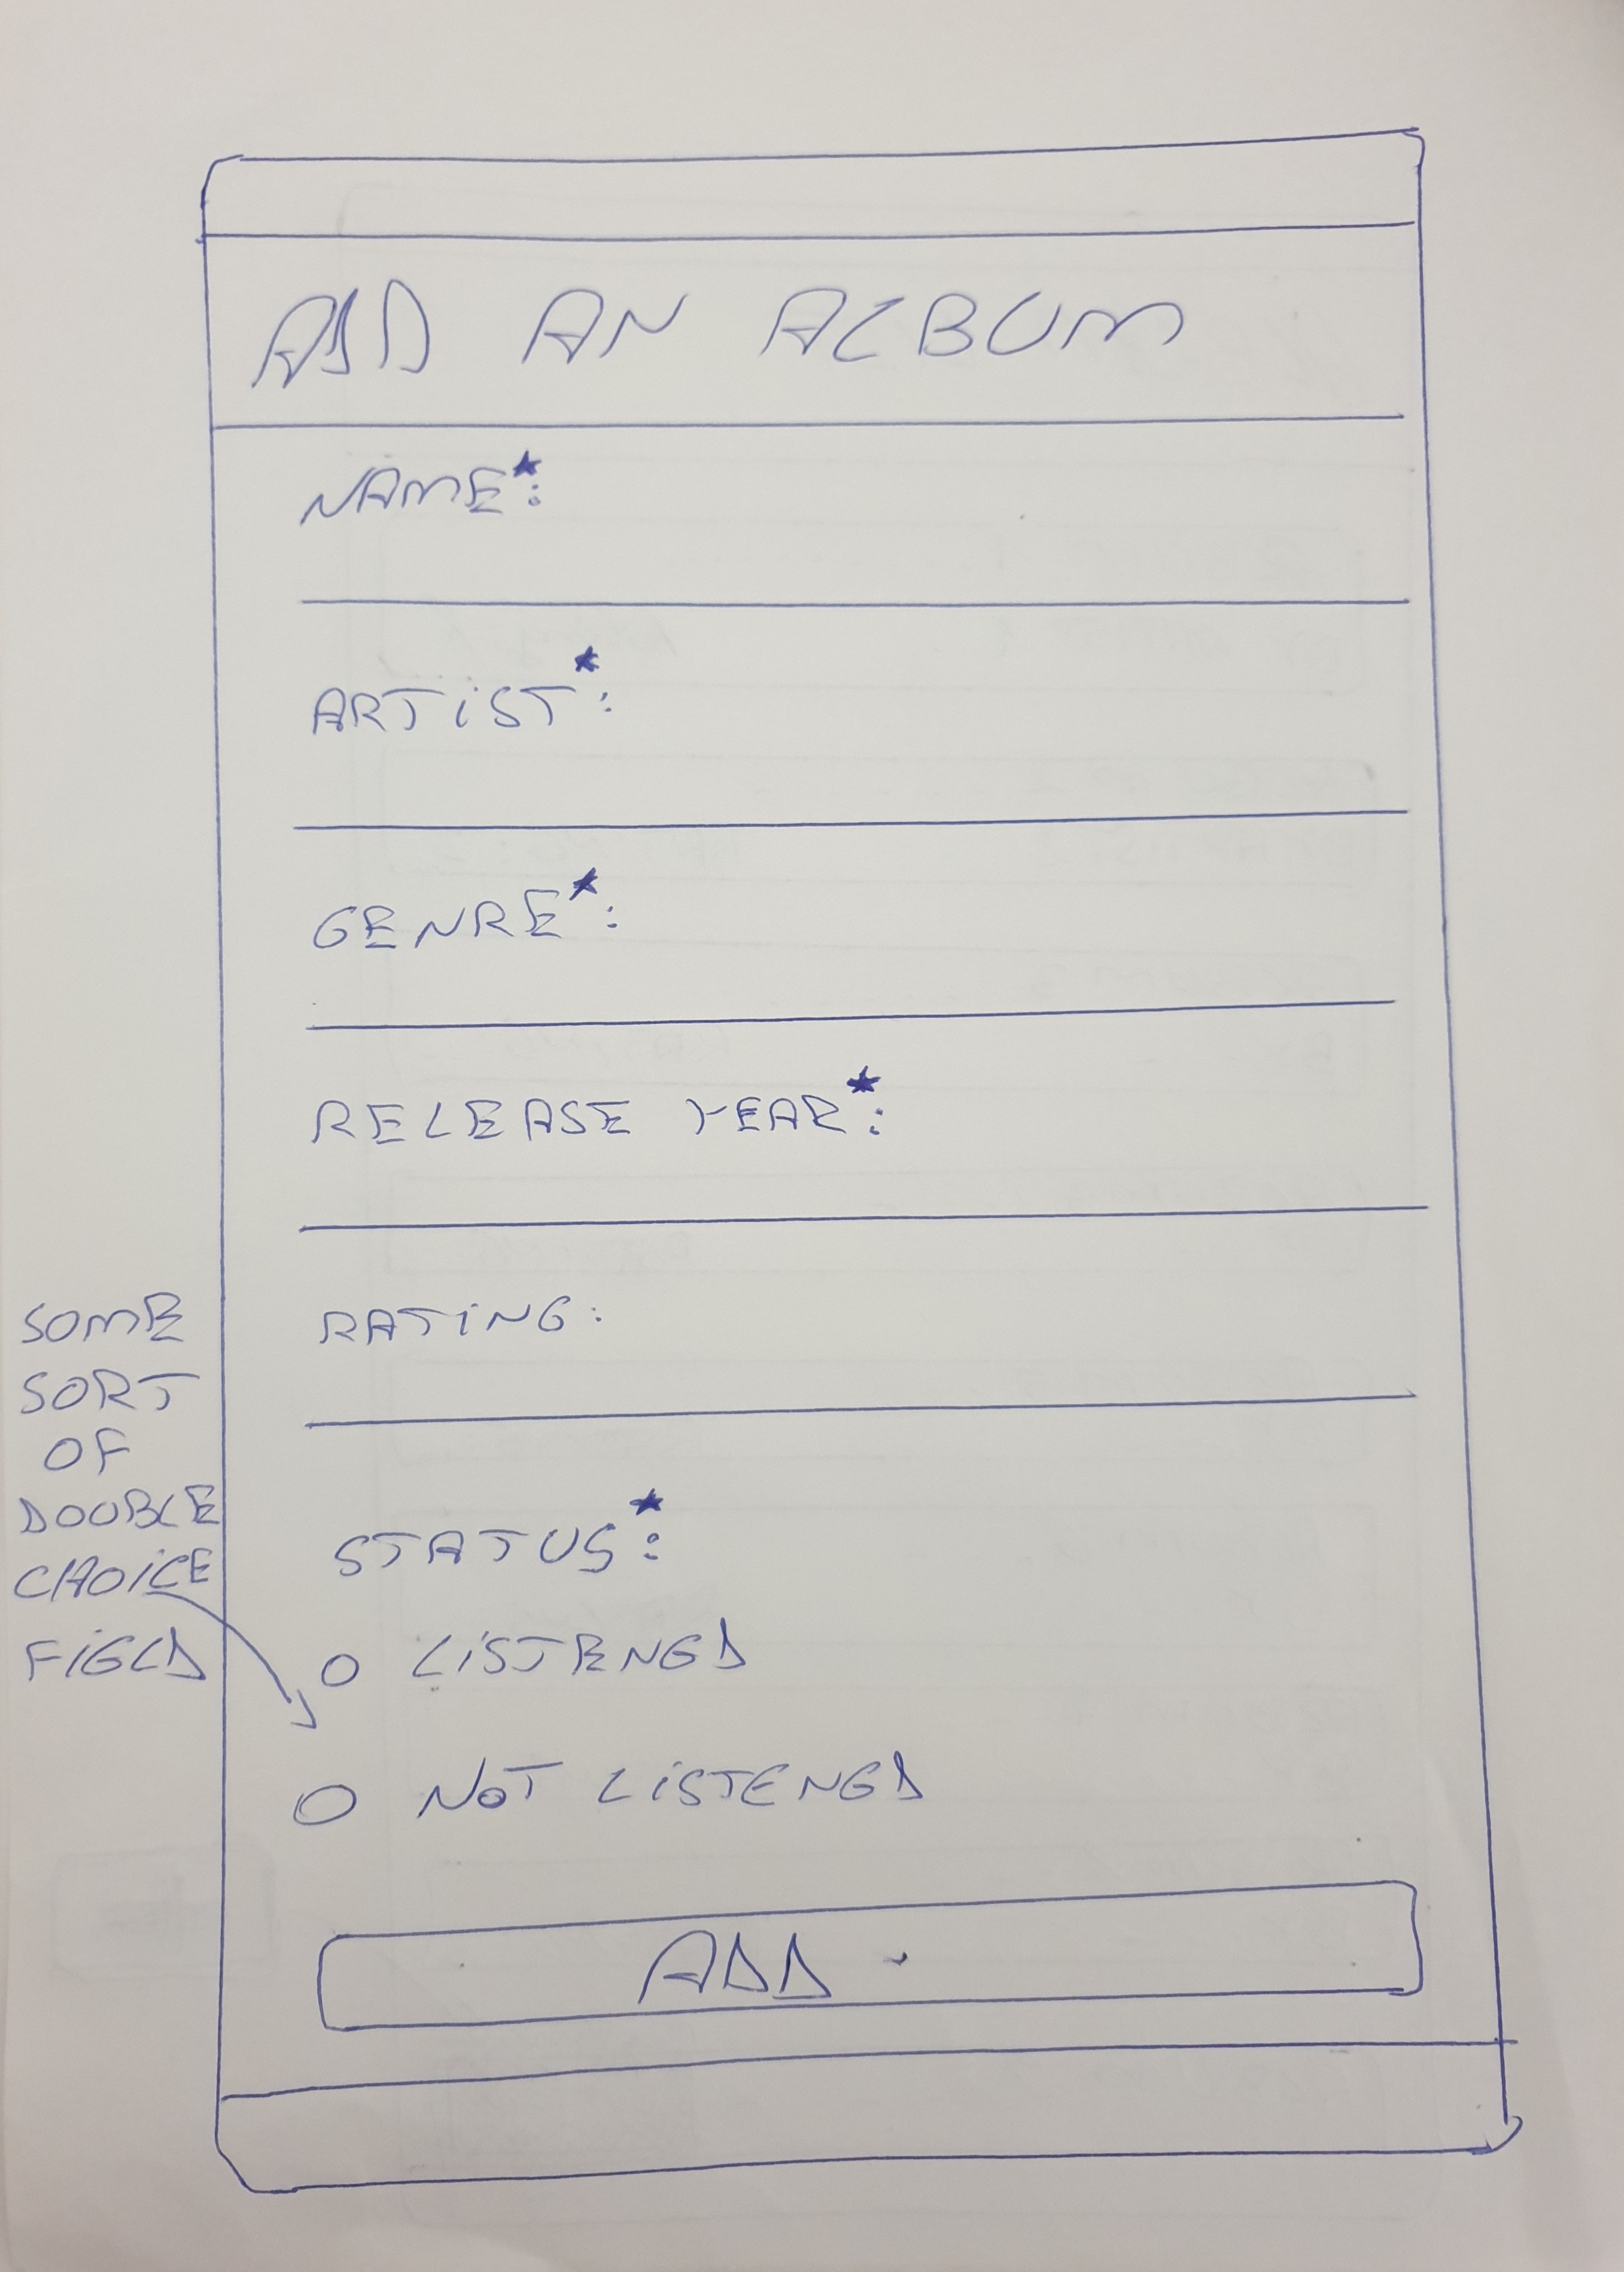 ADD AN ALBUM
NAME*:
ARTIST*:
GENRE*:
RELEASE YEAR*:
RATING:
SOME
SORT
OF
DOUBLE
CHOICE
FIELD
STATUS*:
O LISTENED
O NOT LISTENED
ADD